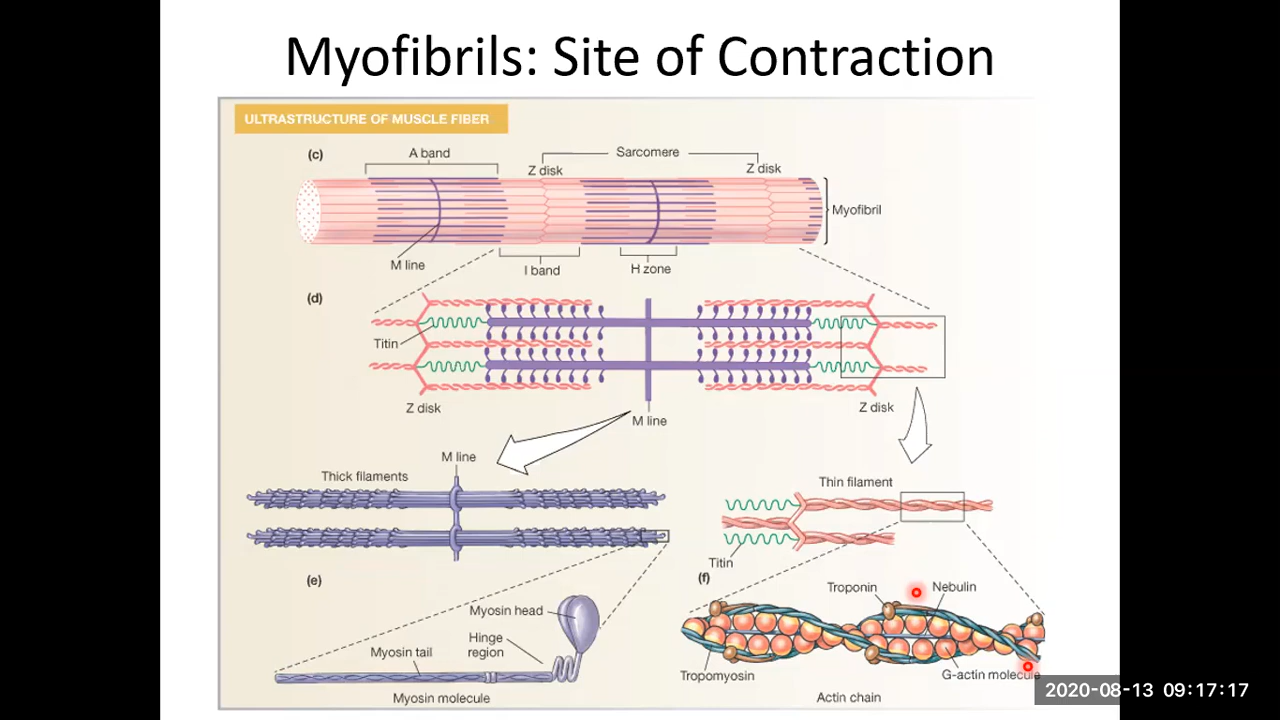 Myofibrils: Site of Contraction
ULTRASTRUCTURE OF MUSCLE FIBER
(c)
A band
Sarcomere
Z disk
Z disk
Myofibril
M line
I band
H zone
(d)
Titin
Z disk
Z disk
M line
M line
Thick filaments
Thin filament
Titin
(e)
(f)
Troponin
Nebulin
Myosin head
Hinge
region
Myosin tail
Tropomyosin
G-actin molecule
Myosin molecule
Actin chain
2020-08-13 09:17:17